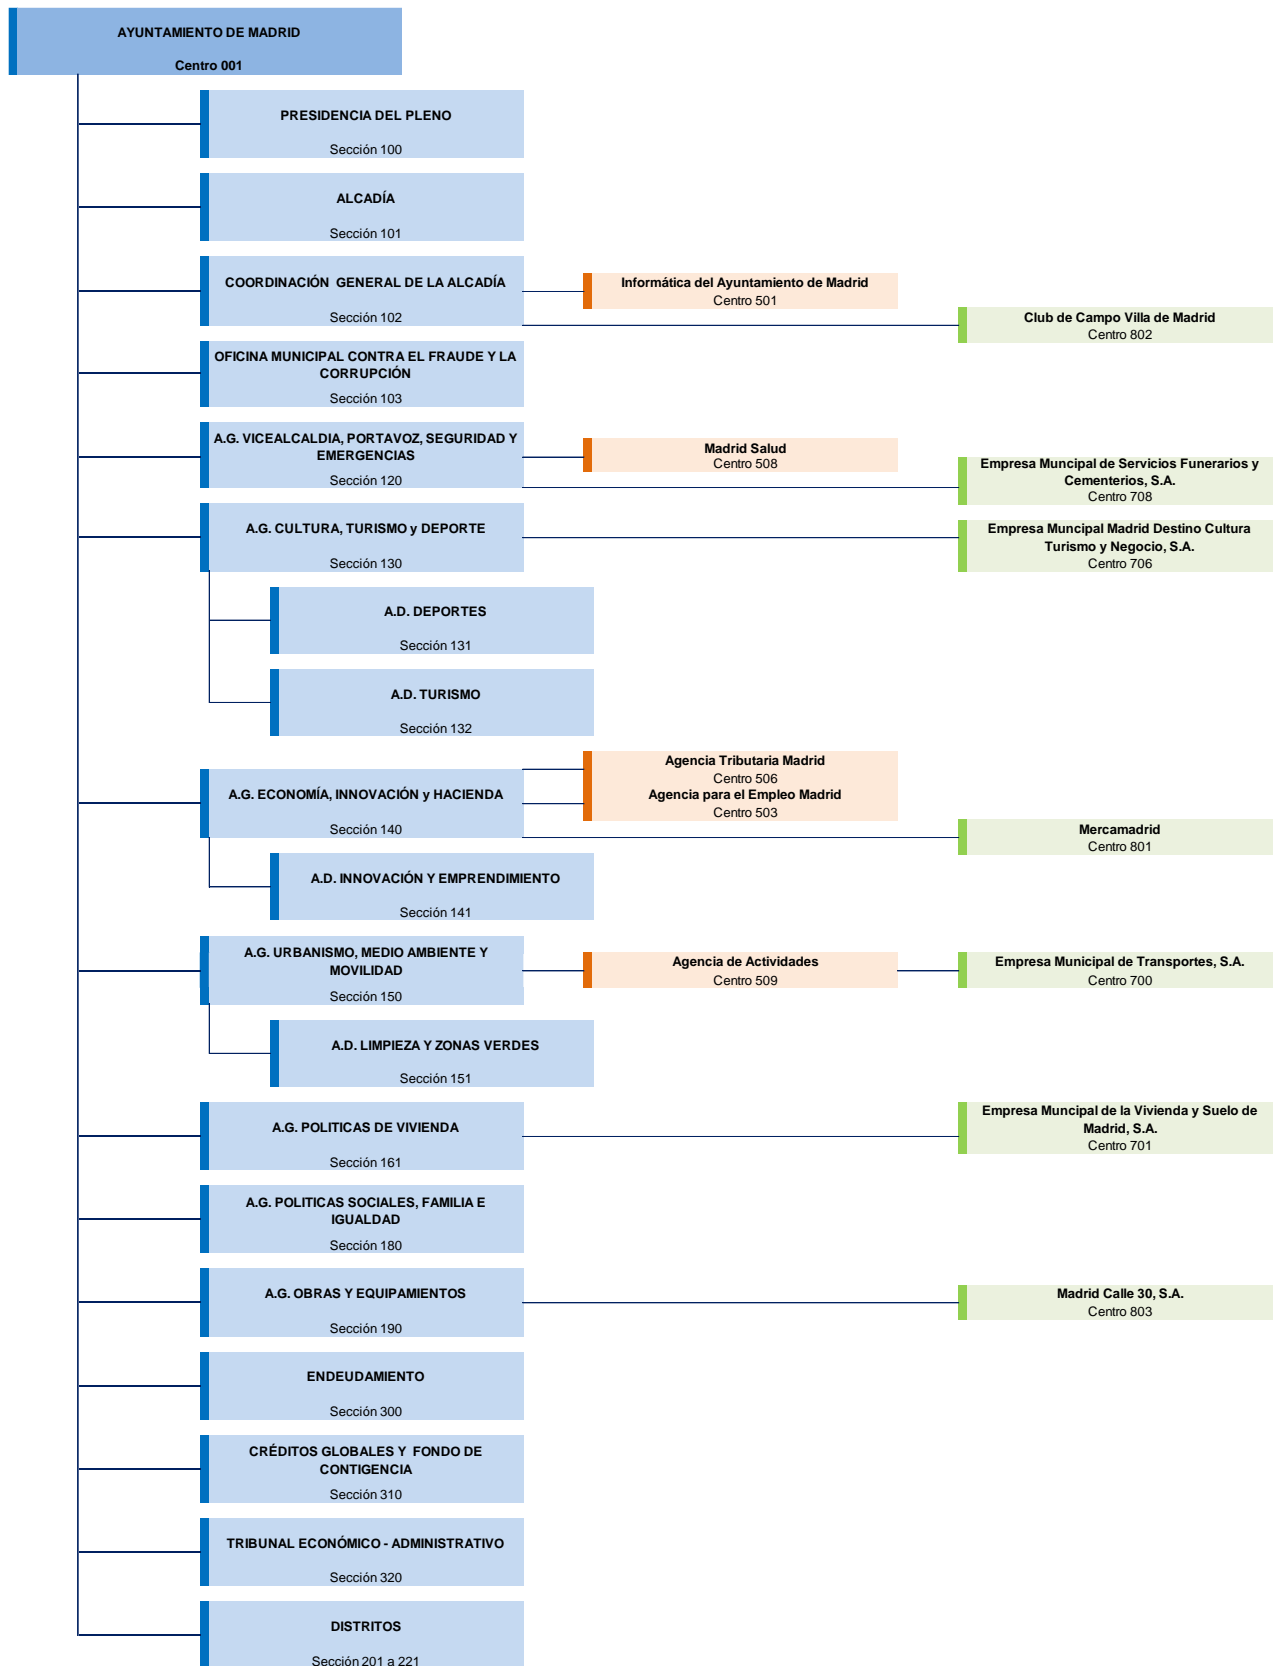 AYUNTAMIENTO DE MADRID
Centro 001
PRESIDENCIA DEL PLENO
Sección 100
ALCADÍA
Sección 101
COORDINACIÓN GENERAL DE LA ALCADÍA
Sección 102
Informática del Ayuntamiento de Madrid
Centro 501
Club de Campo Villa de Madrid
Centro 802
OFICINA MUNICIPAL CONTRA EL FRAUDE Y LA
CORRUPCIÓN
Sección 103
A.G. VICEALCALDIA, PORTAVOZ, SEGURIDAD Y
EMERGENCIAS
Sección 120
Madrid Salud
Centro 508
Empresa Muncipal de Servicios Funerarios y
Cementerios, S.A.
Centro 708
A.G. CULTURA, TURISMO y DEPORTE
Sección 130
Empresa Muncipal Madrid Destino Cultura
Turismo y Negocio, S.A.
Centro 706
A.D. DEPORTES
Sección 131
A.D. TURISMO
Sección 132
A.G. ECONOMÍA, INNOVACIÓN y HACIENDA
Sección 140
Agencia Tributaria Madrid
Centro 506
Agencia para el Empleo Madrid
Centro 503
Mercamadrid
Centro 801
A.D. INNOVACIÓN Y EMPRENDIMIENTO
Sección 141
A.G. URBANISMO, MEDIO AMBIENTE Y
MOVILIDAD
Sección 150
Agencia de Actividades
Centro 509
Empresa Municipal de Transportes, S.A.
Centro 700
A.D. LIMPIEZA Y ZONAS VERDES
Sección 151
A.G. POLITICAS DE VIVIENDA
Sección 161
Empresa Muncipal de la Vivienda y Suelo de
Madrid, S.A.
Centro 701
A.G. POLITICAS SOCIALES, FAMILIA E
IGUALDAD
Sección 180
A.G. OBRAS Y EQUIPAMIENTOS
Sección 190
Madrid Calle 30, S.A.
Centro 803
ENDEUDAMIENTO
Sección 300
CRÉDITOS GLOBALES Y FONDO DE
CONTIGENCIA
Sección 310
TRIBUNAL ECONÓMICO - ADMINISTRATIVO
Sección 320
DISTRITOS
Sección 201 a 221